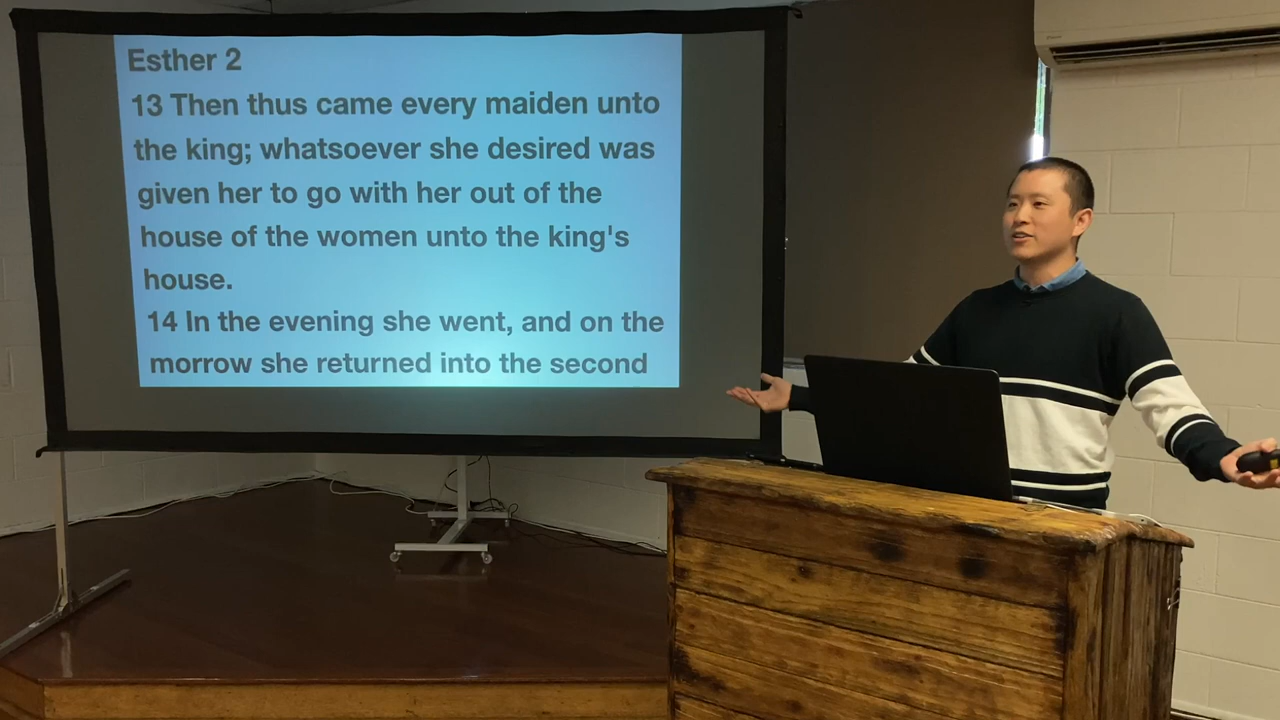 Esther 2
13 Then thus came every maiden unto
the king; whatsoever she desired was
given her to go with her out of the
house of the women unto the king's
house.
14 In the evening she went, and on the
morrow she returned into the second